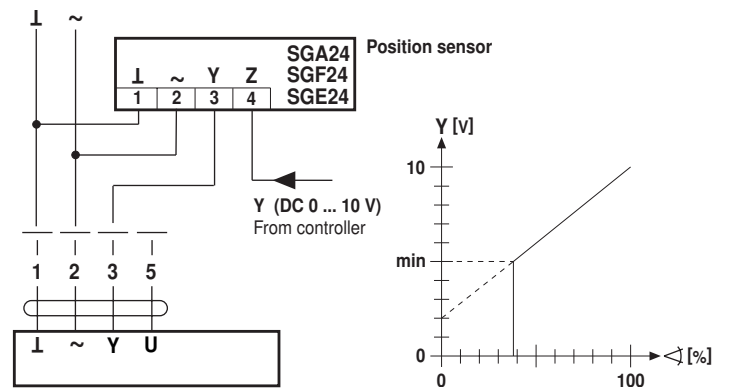 ⊥ ~
SGA24 Position sensor
⊥ ~ Y Z SGF24
1 2 3 4 SGE24
Y (DC 0 ... 10 V)
From controller
1 2 3 5
⊥ ~ Y U
Y [V]
10
min
0
0 100
∢ [%]